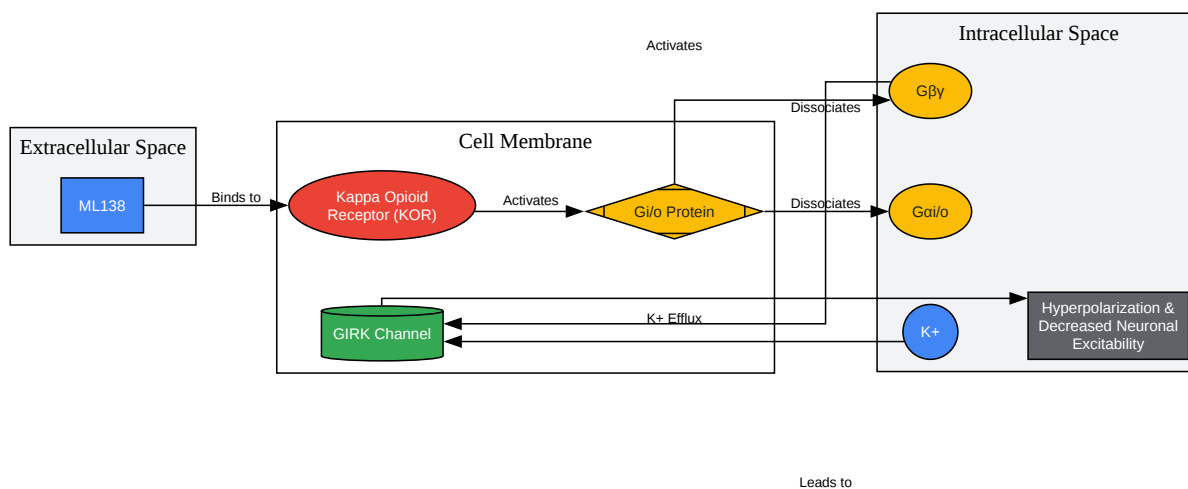 Activates
Intracellular Space
Gβγ
Dissociates
Extracellular Space
Cell Membrane
ML138
Binds to
Kappa Opioid
Receptor (KOR)
Activates
Gi/o Protein
Dissociates
Gαi/o
GIRK Channel
K+ Efflux
K+
Hyperpolarization &
Decreased Neuronal
Excitability
Leads to